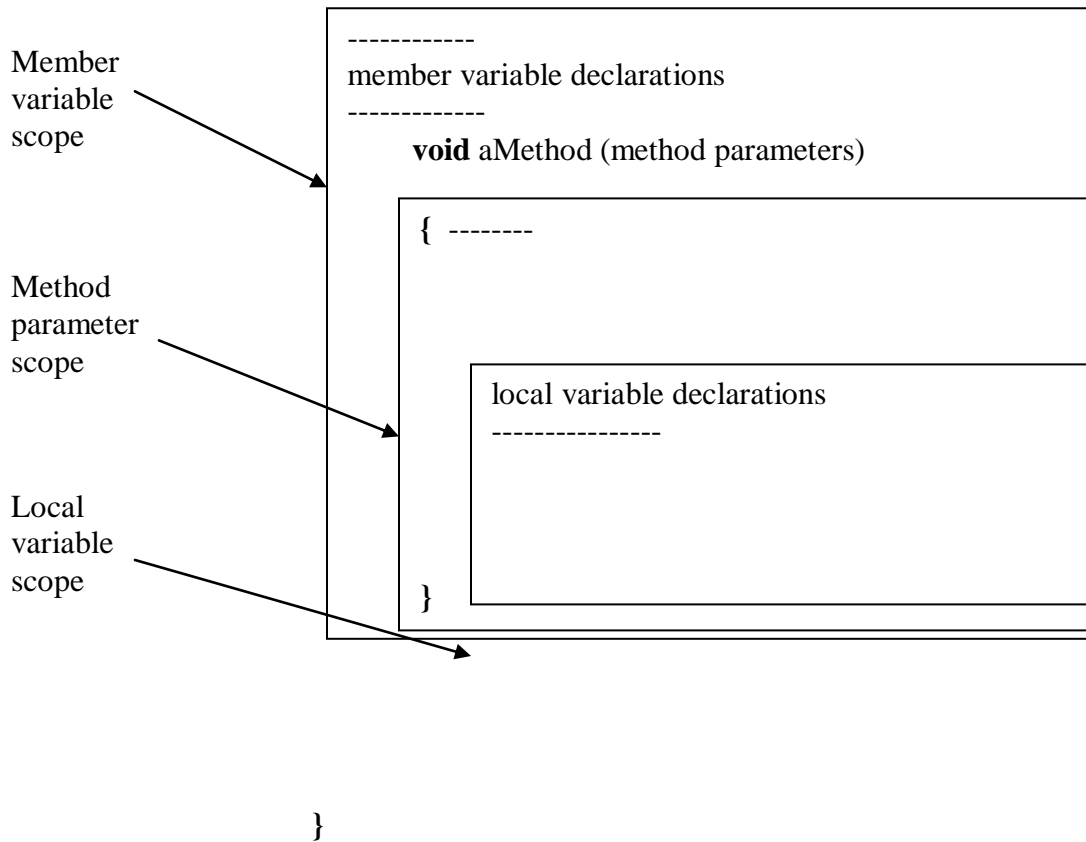 Member
variable
scope
------------
member variable declarations
-------------
void aMethod (method parameters)
{ --------
Method
parameter
scope
local variable declarations
----------------
Local
variable
scope
}
}